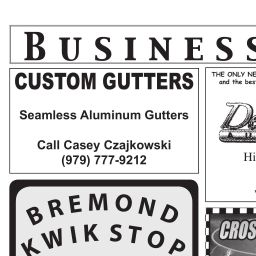 BUSINESS
CUSTOM GUTTERS
Seamless Aluminum Gutters
Call Casey Czajkowski
(979) 777-9212
THE ONLY NE
and the bes
Hi
BREMOND
KWIK STOP
CROS